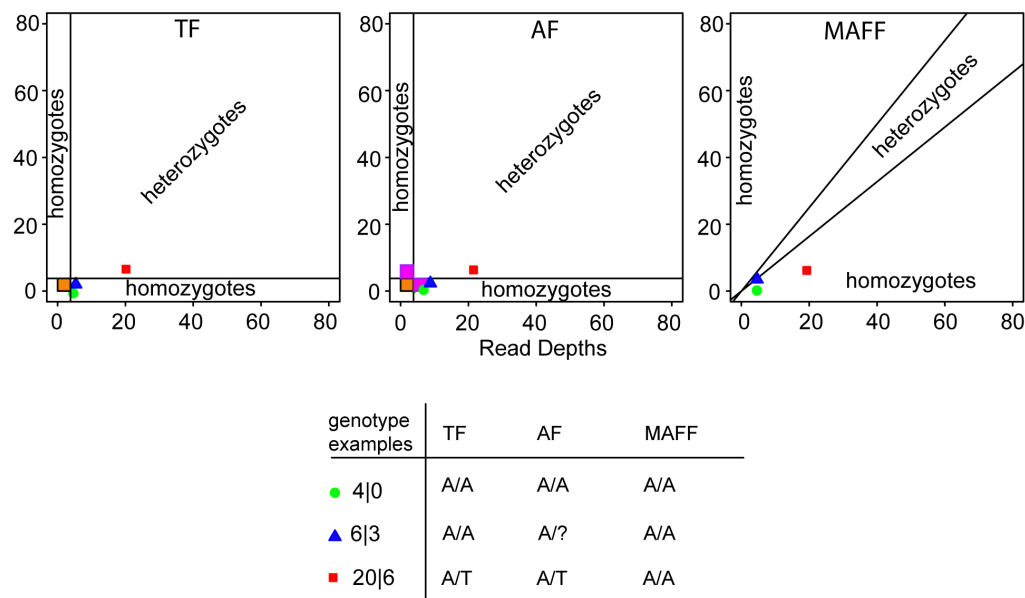 TF
80
60
40
20
0
homozygotes
heterozygotes
homozygotes
0 20 40 60 80
AF
80
60
40
20
0
homozygotes
heterozygotes
homozygotes
0 20 40 60 80
Read Depths
MAFF
80
60
40
20
0
homozygotes
heterozygotes
homozygotes
0 20 40 60 80
genotype
examples
TF AF MAFF
4|0 A/A A/A A/A
6|3 A/A A/? A/A
20|6 A/T A/T A/A